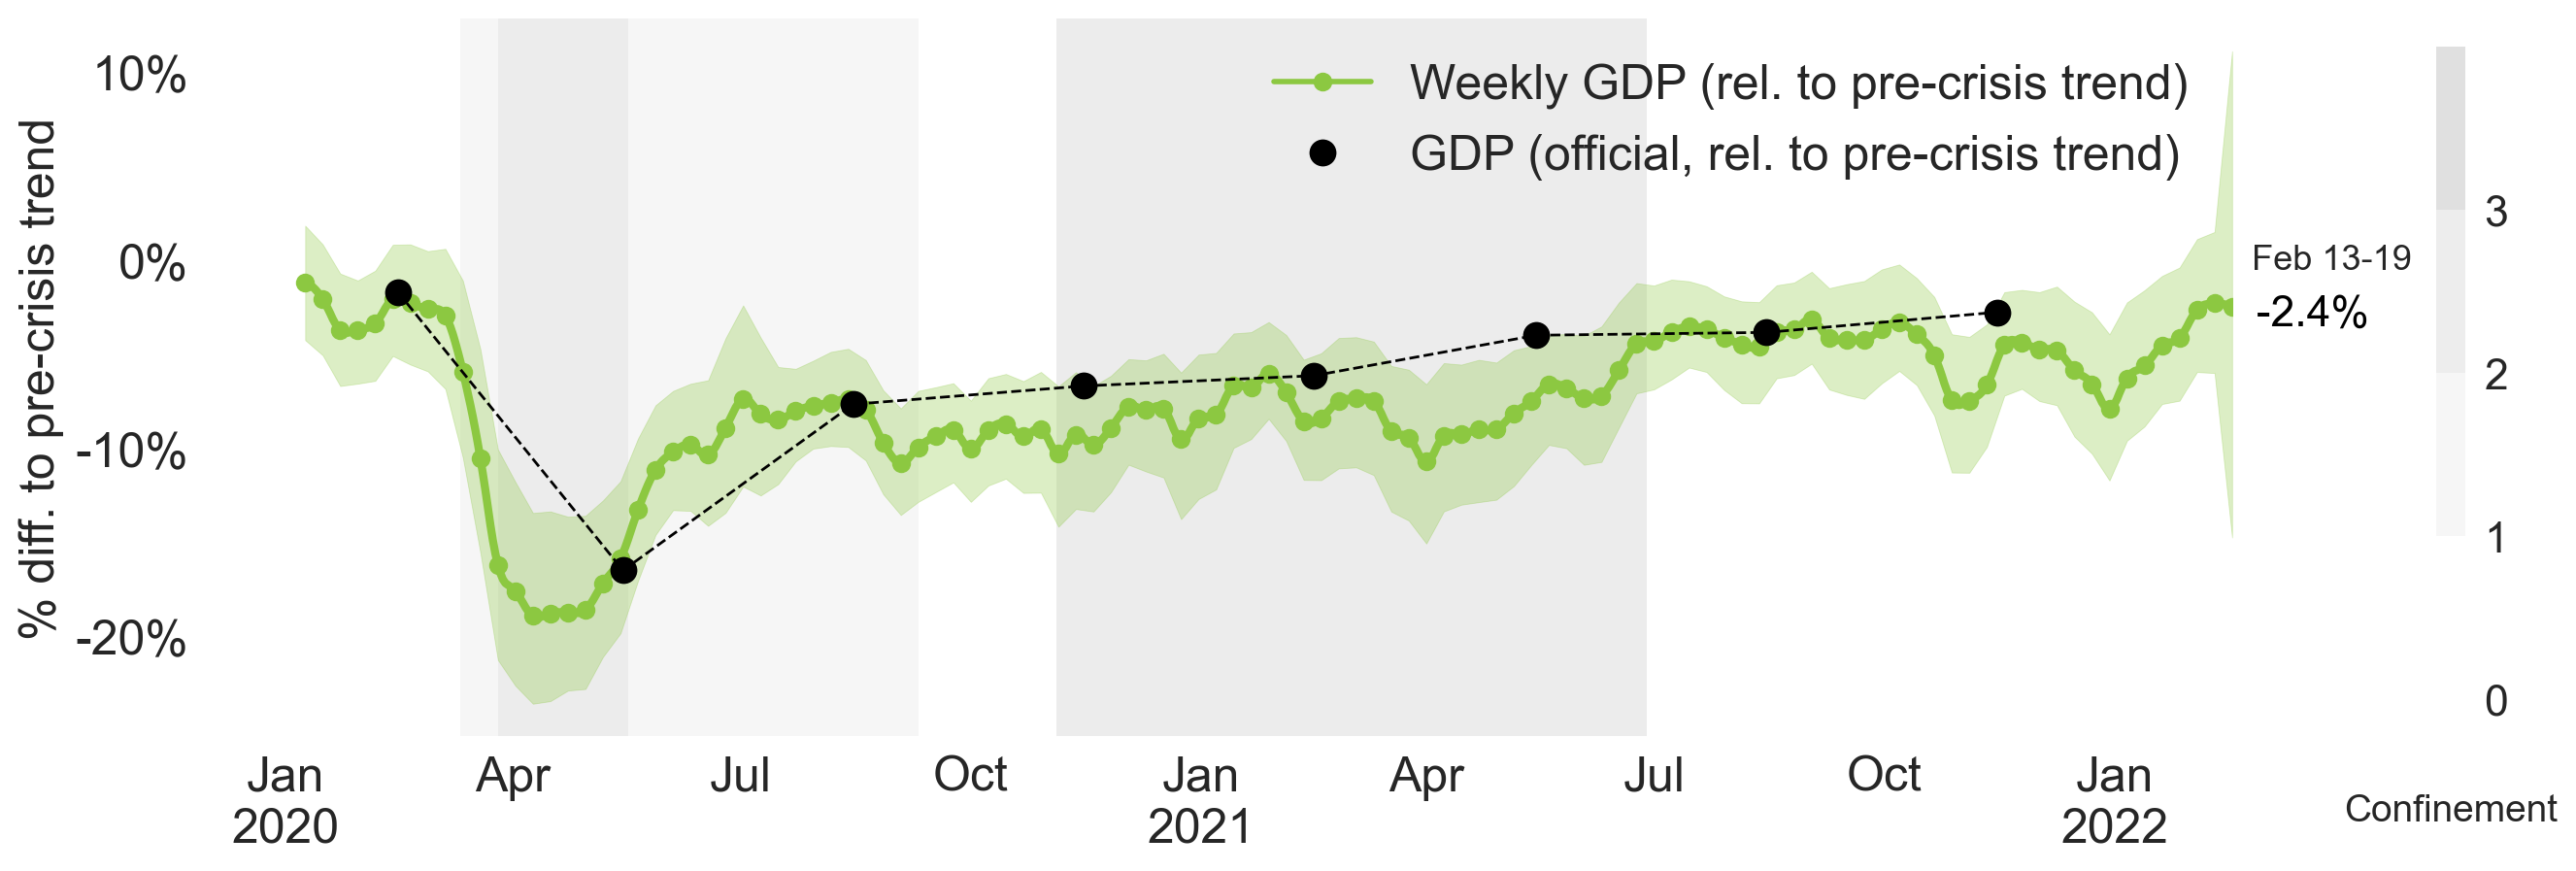 % diff. to pre-crisis trend
10%
0%
-10%
-20%
Weekly GDP (rel. to pre-crisis trend)
GDP (official, rel. to pre-crisis trend)
Feb 13-19
-2.4%
3
2
1
0
Confinement
Jan Apr Jul Oct Jan Apr Jul Oct Jan
2020 2021 2022